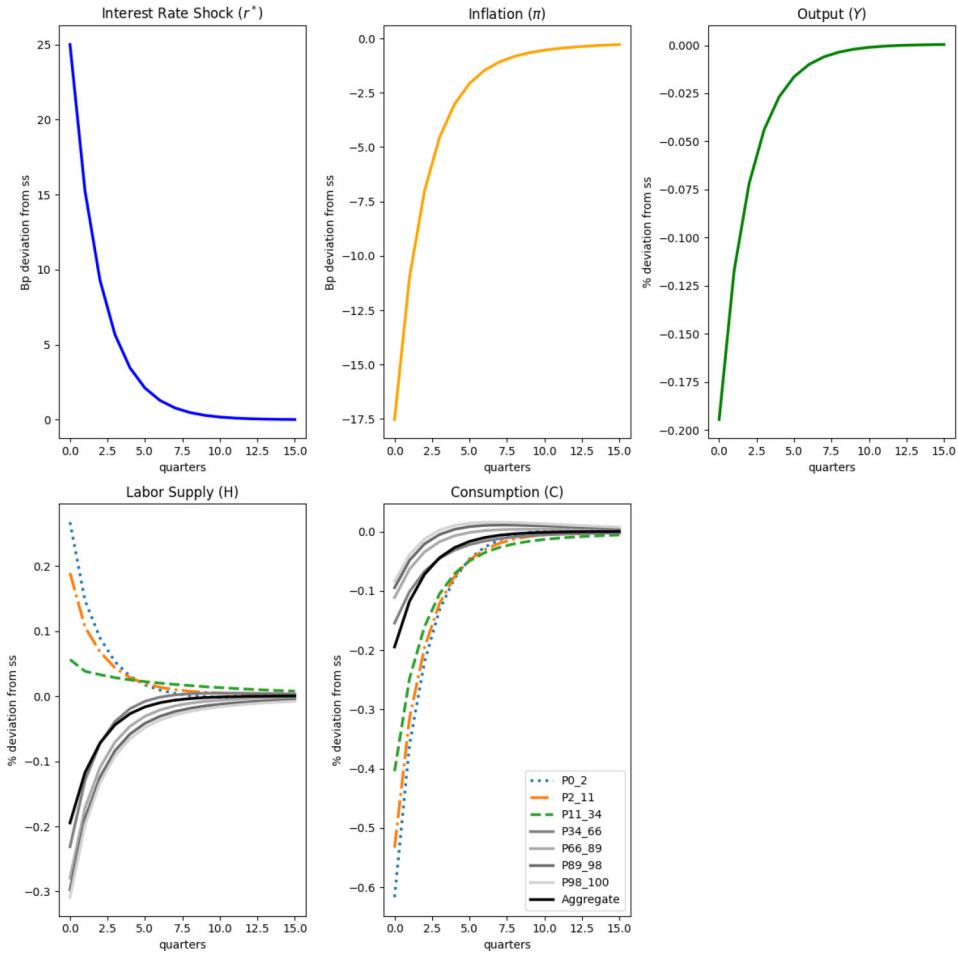 Interest Rate Shock (r*)
Bp deviation from ss
25
20
15
10
5
0
0.0 2.5 5.0 7.5 10.0 12.5 15.0
quarters
Inflation (π)
Bp deviation from ss
0.0
−2.5
−5.0
−7.5
−10.0
−12.5
−15.0
−17.5
0.0 2.5 5.0 7.5 10.0 12.5 15.0
quarters
Output (Y)
% deviation from ss
0.000
−0.025
−0.050
−0.075
−0.100
−0.125
−0.150
−0.175
−0.200
0.0 2.5 5.0 7.5 10.0 12.5 15.0
quarters
Labor Supply (H)
% deviation from ss
0.2
0.1
0.0
−0.1
−0.2
−0.3
0.0 2.5 5.0 7.5 10.0 12.5 15.0
quarters
Consumption (C)
% deviation from ss
0.0
−0.1
−0.2
−0.3
−0.4
−0.5
−0.6
0.0 2.5 5.0 7.5 10.0 12.5 15.0
quarters
P0_2
P2_11
P11_34
P34_66
P66_89
P89_98
P98_100
Aggregate